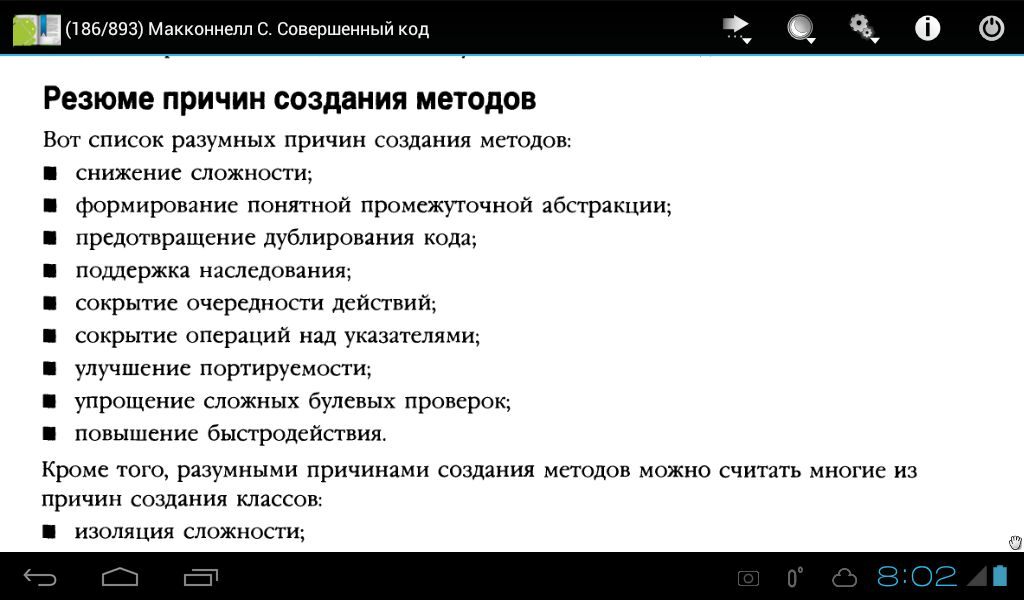 (186/893) Макконнелл С. Совершенный код
Резюме причин создания методов
Вот список разумных причин создания методов:
■ снижение сложности;
■ формирование понятной промежуточной абстракции;
■ предотвращение дублирования кода;
■ поддержка наследования;
■ сокрытие очередности действий;
■ сокрытие операций над указателями;
■ улучшение портируемости;
■ упрощение сложных булевых проверок;
■ повышение быстродействия.
Кроме того, разумными причинами создания методов можно считать многие из
причин создания классов:
■ изоляция сложности;
0°
8:02